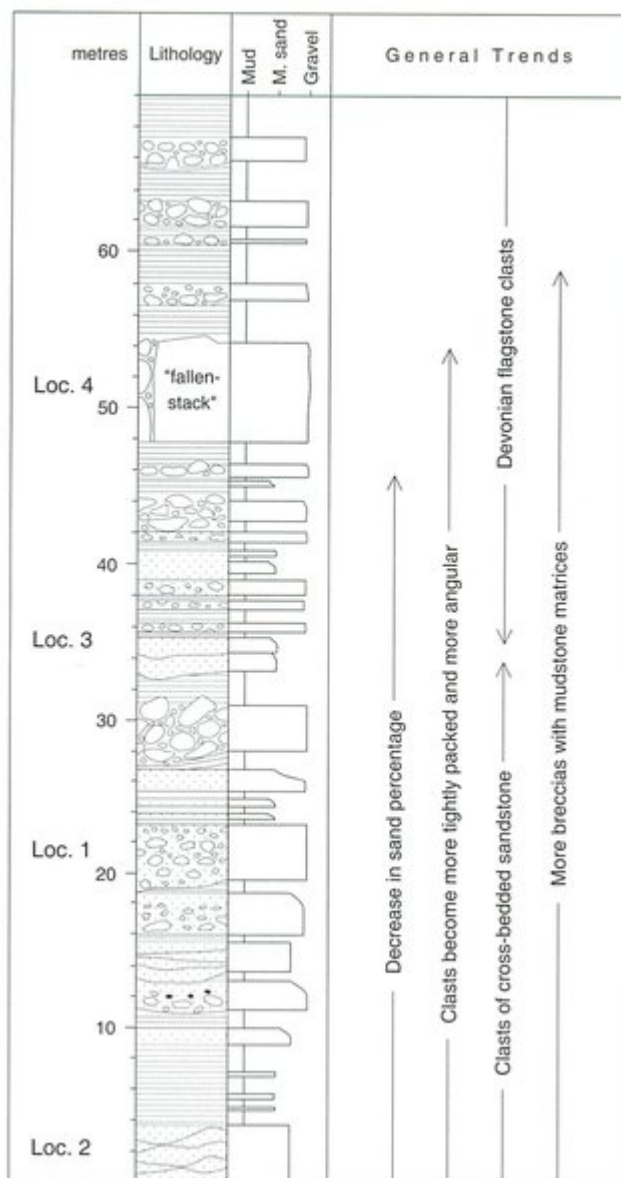 metres
Lithology
Mud
M. sand
Gravel
General Trends
60
Loc. 4
"fallen-
stack"
50
40
Loc. 3
30
Loc. 1
20
10
Loc. 2
Decrease in sand percentage
Clasts become more tightly packed and more angular
Devonian flagstone clasts
Clasts of cross-bedded sandstone
More breccias with mudstone matrices